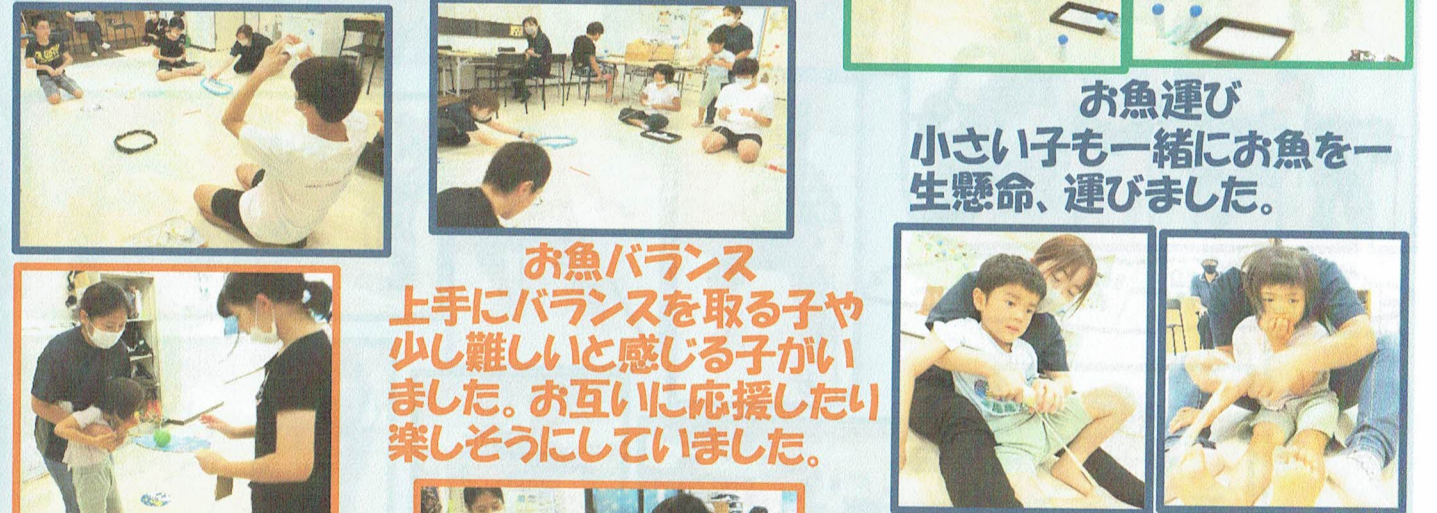 お魚運び
小さい子も一緒にお魚を一
生懸命、運びました。
お魚バランス
上手にバランスを取る子や
少し難しいと感じる子がい
ました。お互いに応援したり
楽しそうにしていました。